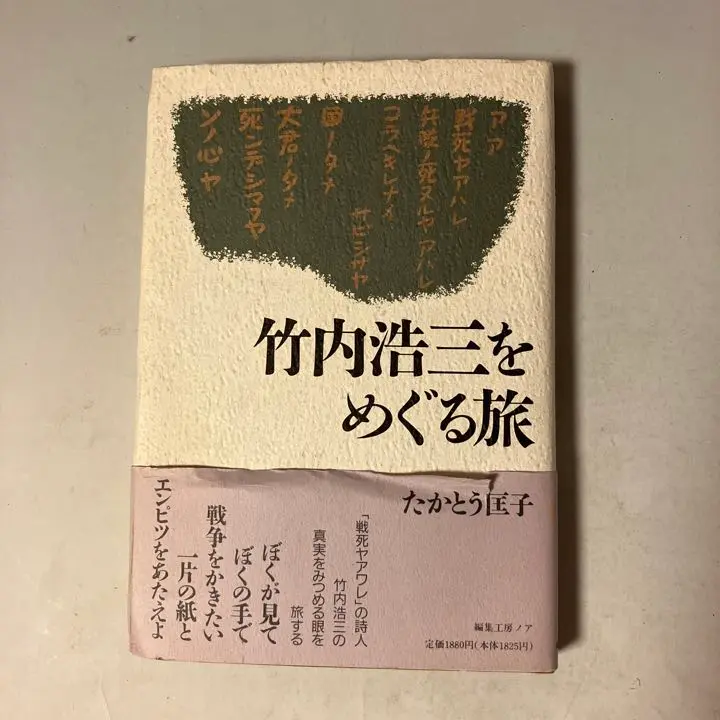 アア
戦死ヤアハレ
兵隊ノ死ヌルヤアハレ
コラヘキレナイ
サビシサヤ
國ノタメ
大君ノタメ
死ンデシマフヤ
ソノ心ヤ
竹内浩三を
めぐる旅
たかとう匡子
「戦死ヤアワレ」の詩人
竹内浩三の
真実をみつめる眼を
旅する
ぼくが見て
ぼくの手で
戦争をかきたい
一片の紙と
エンピツをあたえよ
編集工房ノア
定価1880円(本体1825円)